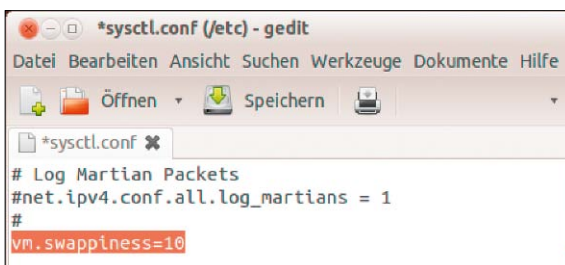 *sysctl.conf (/etc) - gedit
Datei Bearbeiten Ansicht Suchen Werkzeuge Dokumente Hilfe
Öffnen Speichern
*sysctl.conf
# Log Martian Packets
#net.ipv4.conf.all.log_martians = 1
#
vm.swappiness=10